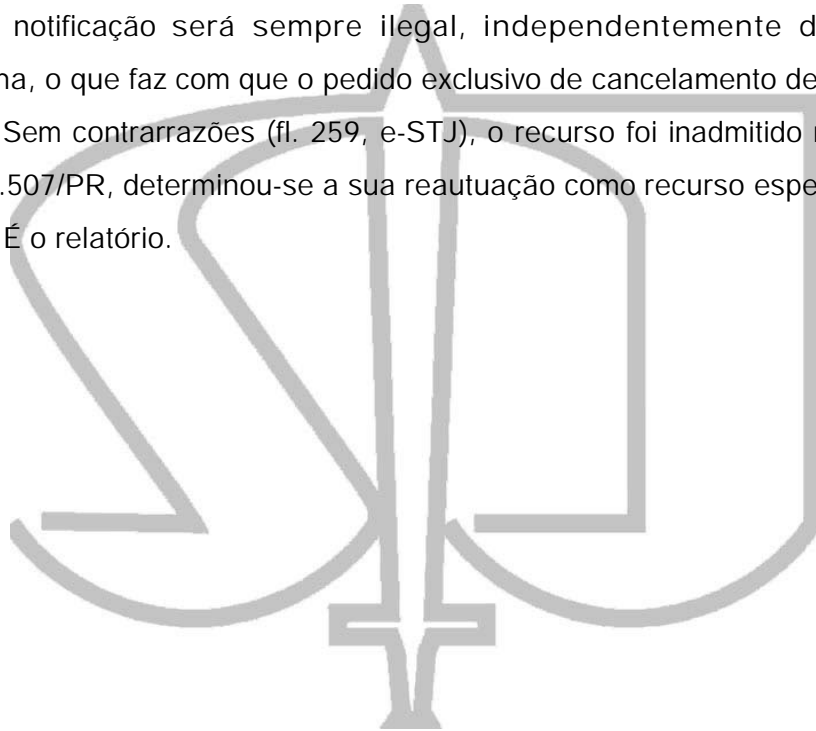 notificação será sempre ilegal, independentemente d
na, o que faz com que o pedido exclusivo de cancelamento de
Sem contrarrazões (fl. 259, e-STJ), o recurso foi inadmitido
.507/PR, determinou-se a sua reautuação como recurso espe
É o relatório.
STJ